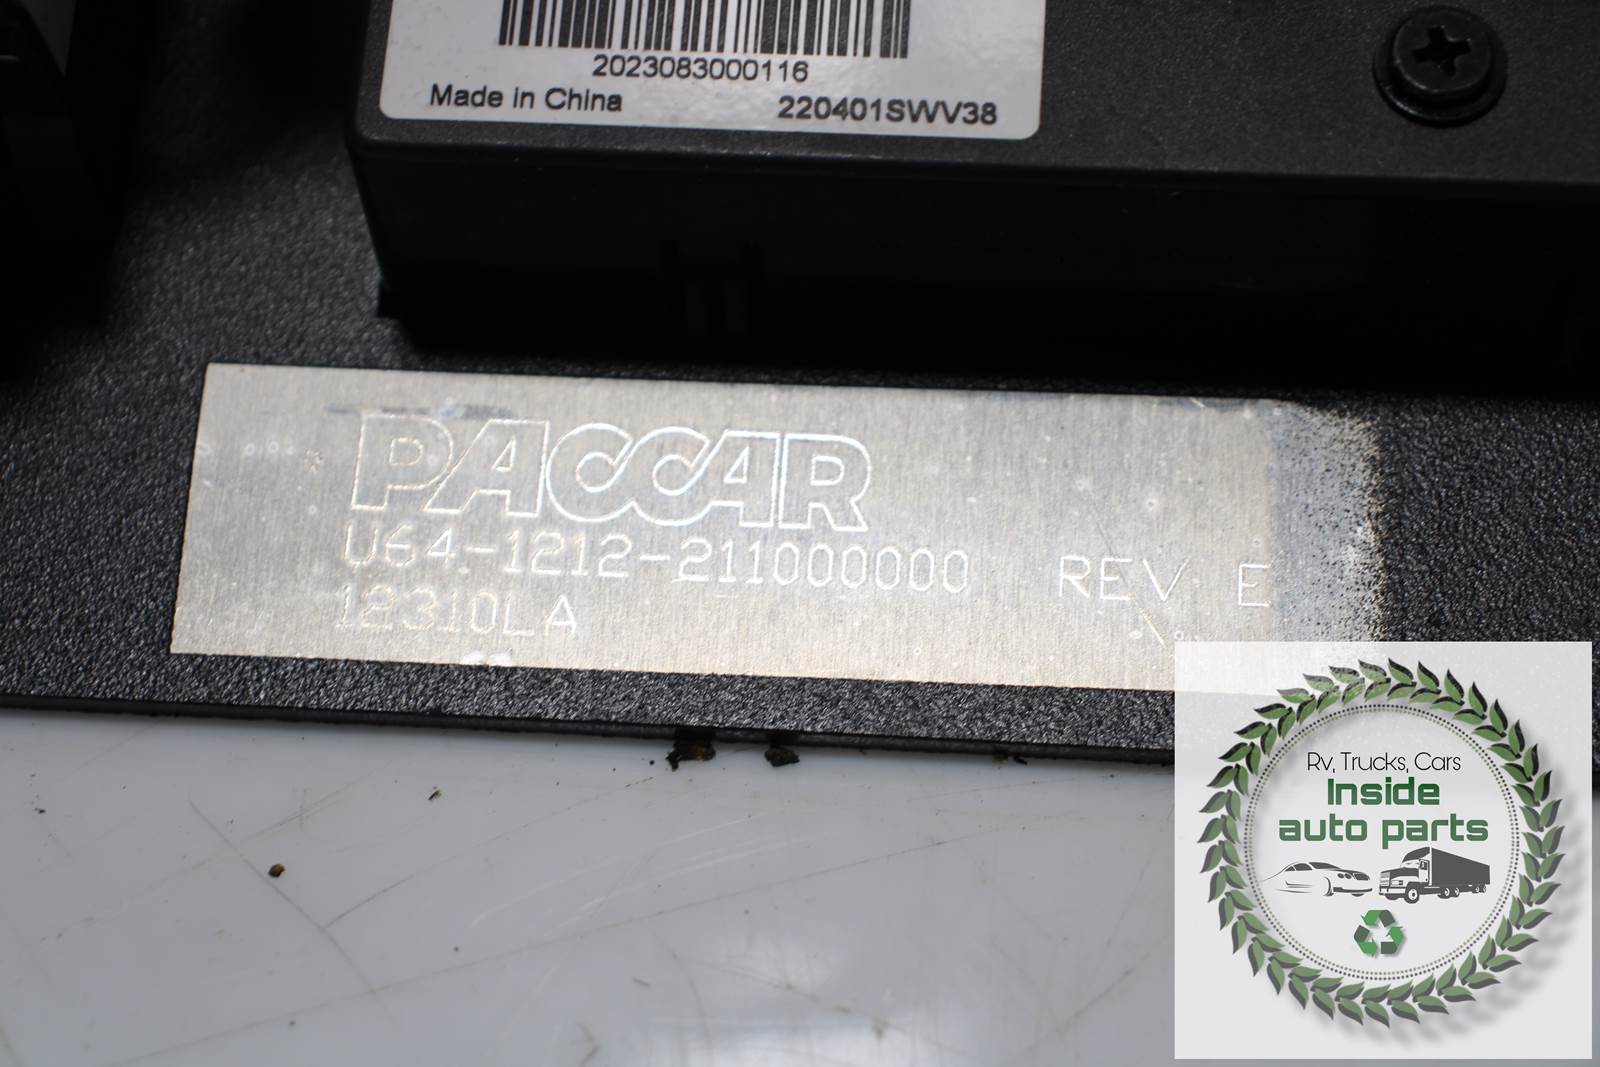 2023083000116
Made in China 220401SWV38
PACCAR
U64-1212-211000000 REV E
12310LA
Rv, Trucks, Cars
Inside
auto parts